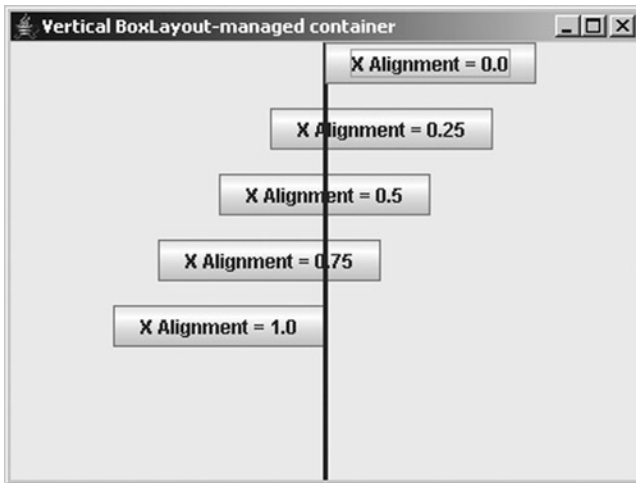 Vertical BoxLayout-managed container
X Alignment = 0.0
X Alignment = 0.25
X Alignment = 0.5
X Alignment = 0.75
X Alignment = 1.0